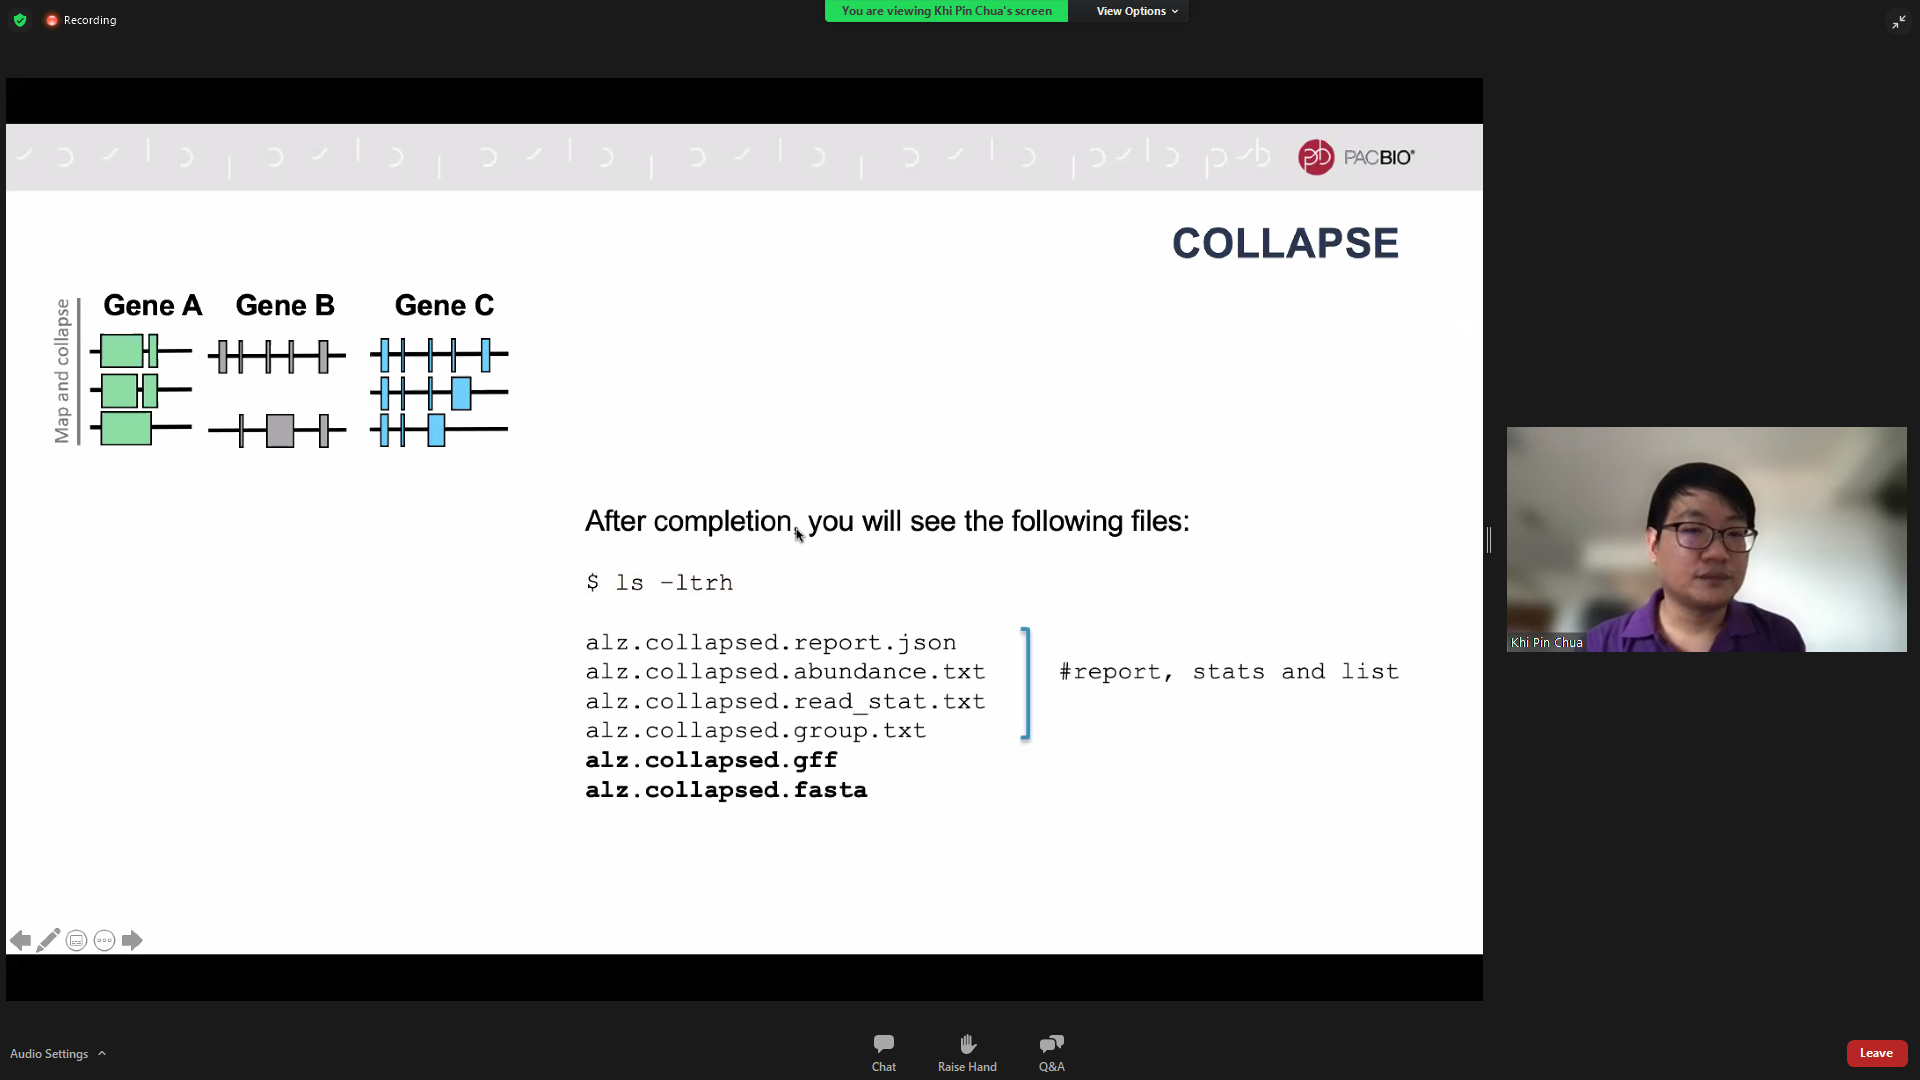 Recording
You are viewing Khi Pin Chua's screen
View Options
PACBIO®
COLLAPSE
Map and collapse
Gene A
Gene B
Gene C
After completion, you will see the following files:
$ ls -ltrh
alz.collapsed.report.json
alz.collapsed.abundance.txt
#report, stats and list
alz.collapsed.read_stat.txt
alz.collapsed.group.txt
alz.collapsed.gff
alz.collapsed.fasta
Khi Pin Chua
Audio Settings
Chat
Raise Hand
Q&A
Leave